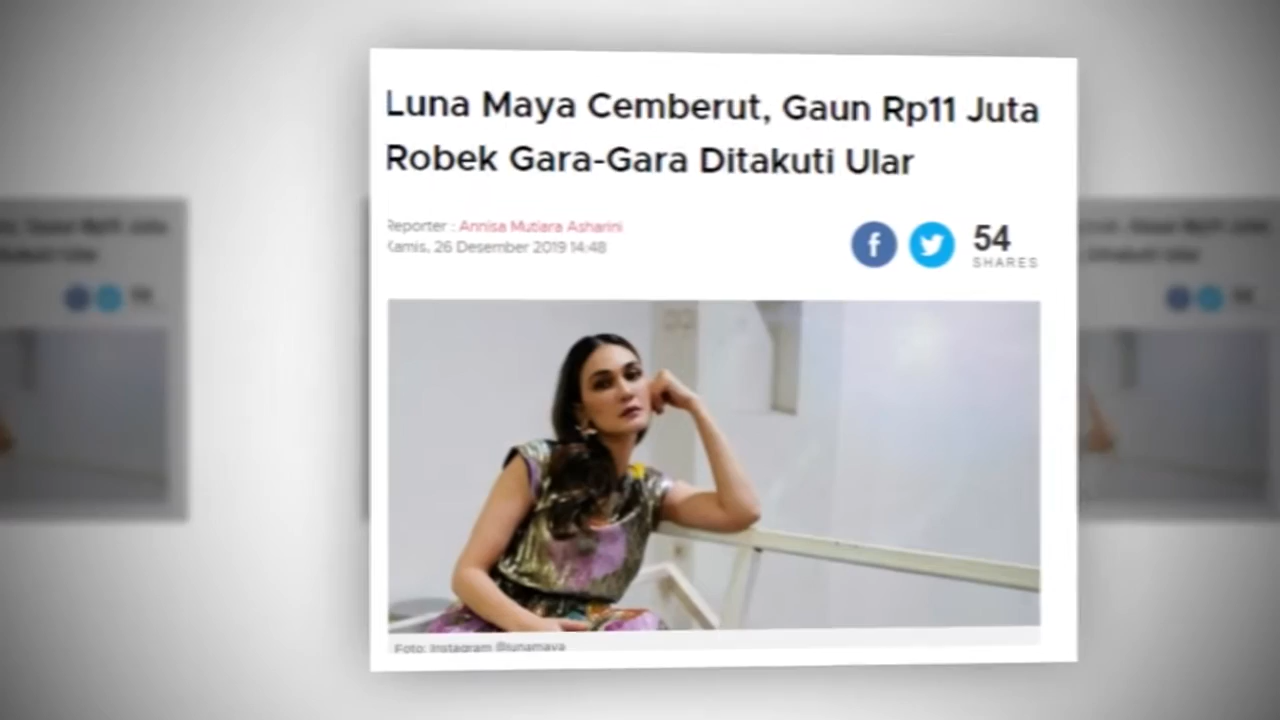 Luna Maya Cemberut, Gaun Rp11 Juta
Robek Gara-Gara Ditakuti Ular
Reporter : Annisa Mutiara Asharini
Kamis, 26 Desember 2019 14:48
54
SHARES
Foto: Instagram @lunamaya